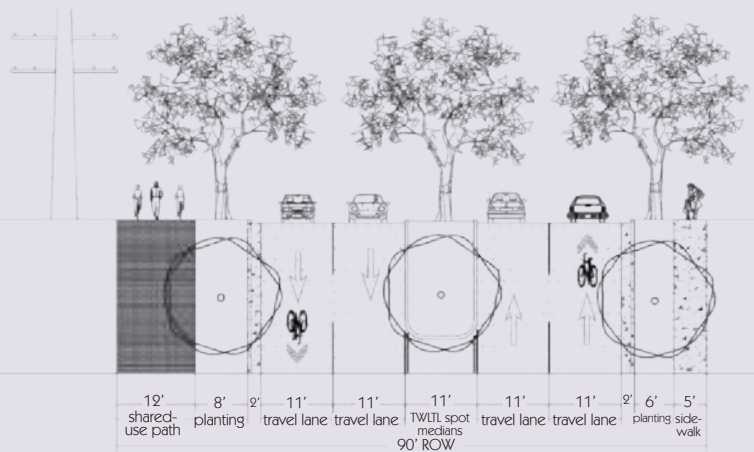 12' 8' 2' 11' 11' 11' 11' 11' 2' 6' 5'
shared-use path planting travel lane travel lane TWLTL spot medians travel lane travel lane planting side-walk
90' ROW